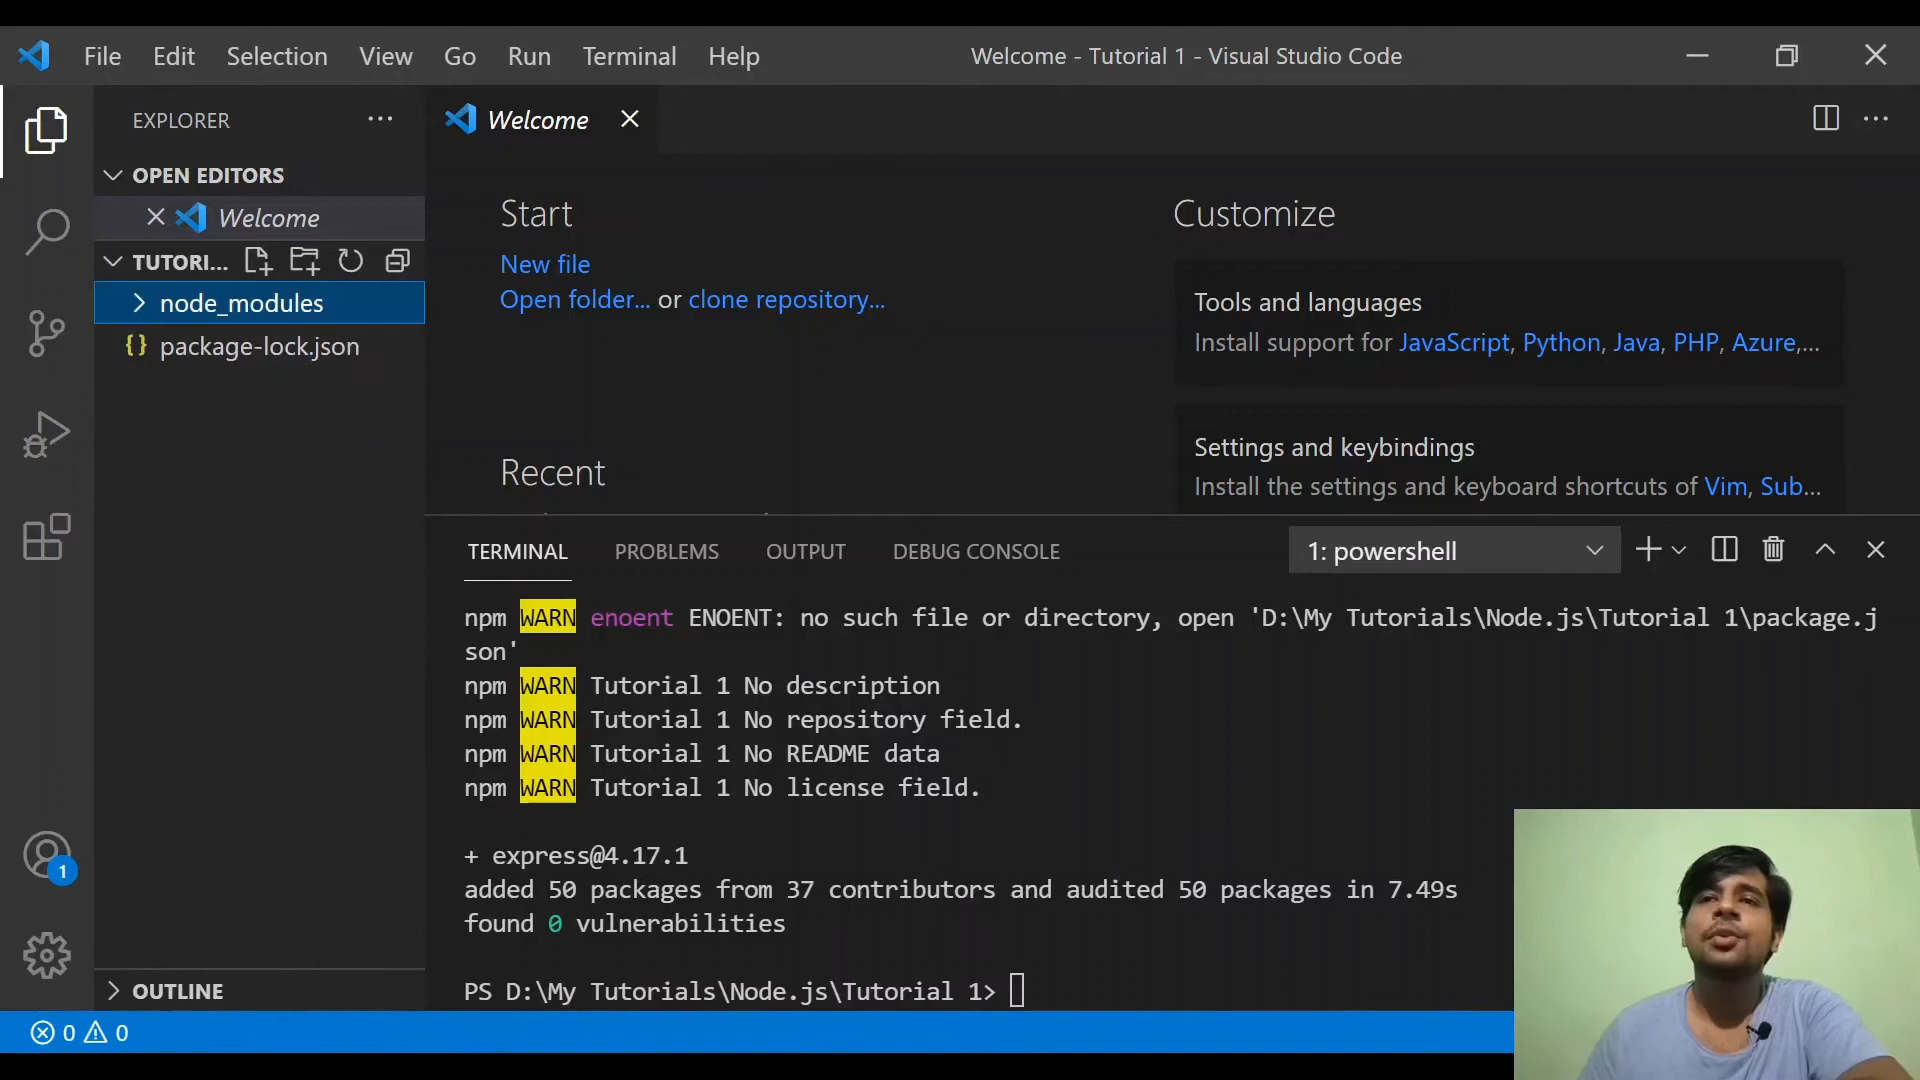 File Edit Selection View Go Run Terminal Help Welcome - Tutorial 1 - Visual Studio Code
EXPLORER
Welcome
OPEN EDITORS
Welcome
TUTORI...
node_modules
package-lock.json
OUTLINE
1
Start
New file
Open folder... or clone repository...
Recent
Customize
Tools and languages
Install support for JavaScript, Python, Java, PHP, Azure,...
Settings and keybindings
Install the settings and keyboard shortcuts of Vim, Sub...
TERMINAL PROBLEMS OUTPUT DEBUG CONSOLE 1: powershell
npm WARN enoent ENOENT: no such file or directory, open 'D:\My Tutorials\Node.js\Tutorial 1\package.j
son'
npm WARN Tutorial 1 No description
npm WARN Tutorial 1 No repository field.
npm WARN Tutorial 1 No README data
npm WARN Tutorial 1 No license field.
+ express@4.17.1
added 50 packages from 37 contributors and audited 50 packages in 7.49s
found 0 vulnerabilities
PS D:\My Tutorials\Node.js\Tutorial 1>
0 0